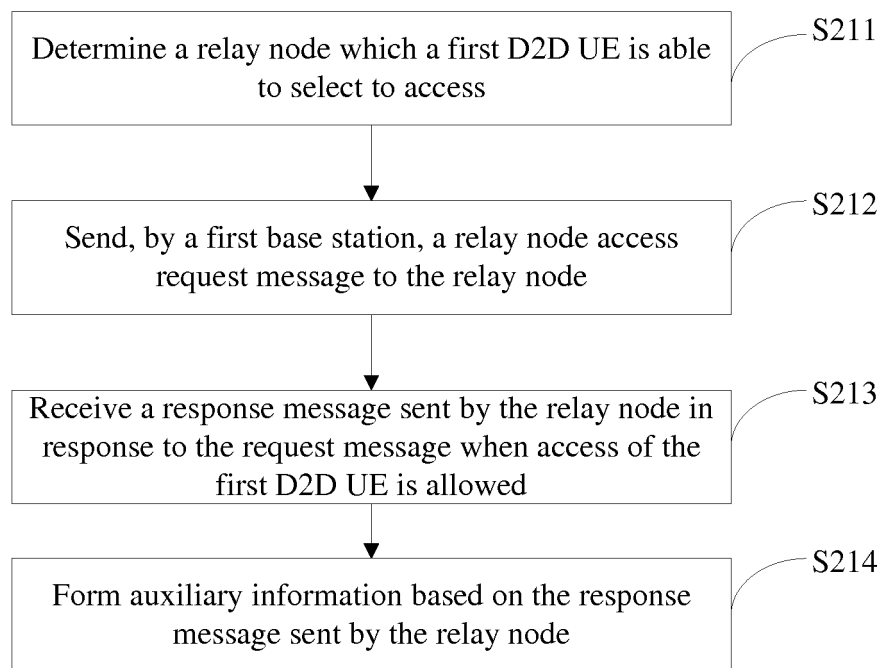 Determine a relay node which a first D2D UE is able
to select to access
S211
Send, by a first base station, a relay node access
request message to the relay node
S212
Receive a response message sent by the relay node in
response to the request message when access of the
first D2D UE is allowed
S213
Form auxiliary information based on the response
message sent by the relay node
S214